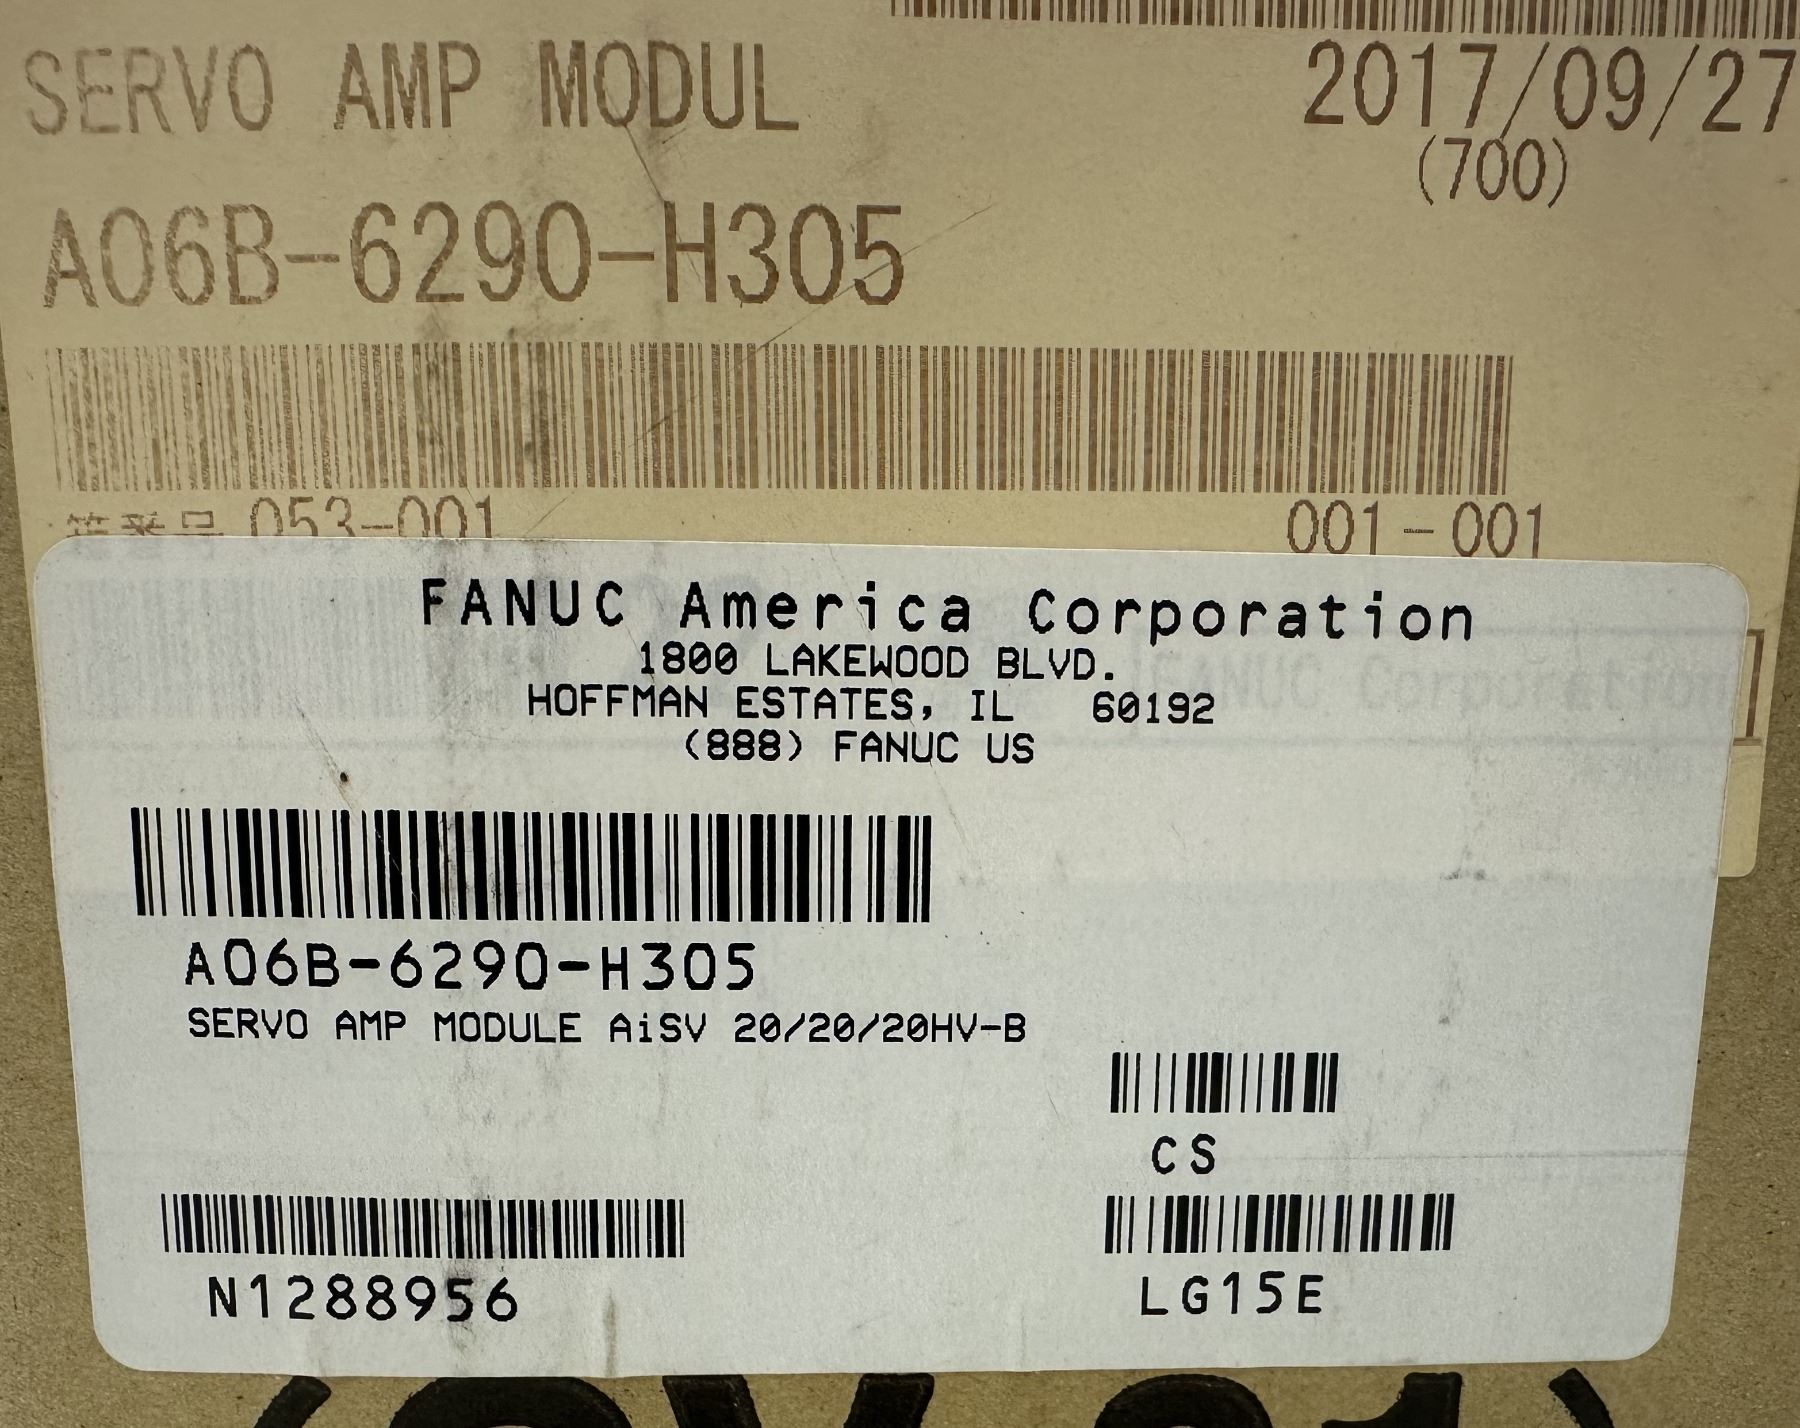 SERVO AMP MODUL
2017/09/27
(700)
A06B-6290-H305
053-001
001-001
FANUC America Corporation
1800 LAKEWOOD BLVD.
HOFFMAN ESTATES, IL 60192
(888) FANUC US
FANUC Corporation
A06B-6290-H305
SERVO AMP MODULE AiSV 20/20/20HV-B
CS
N1288956
LG15E